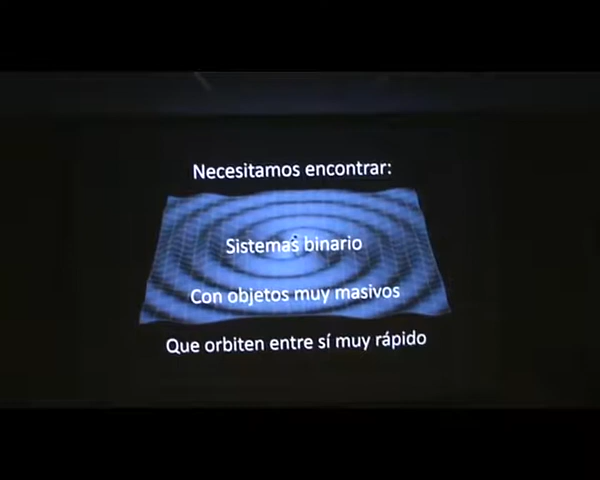 Necesitamos encontrar:
Sistemas binario
Con objetos muy masivos
Que orbiten entre sí muy rápido